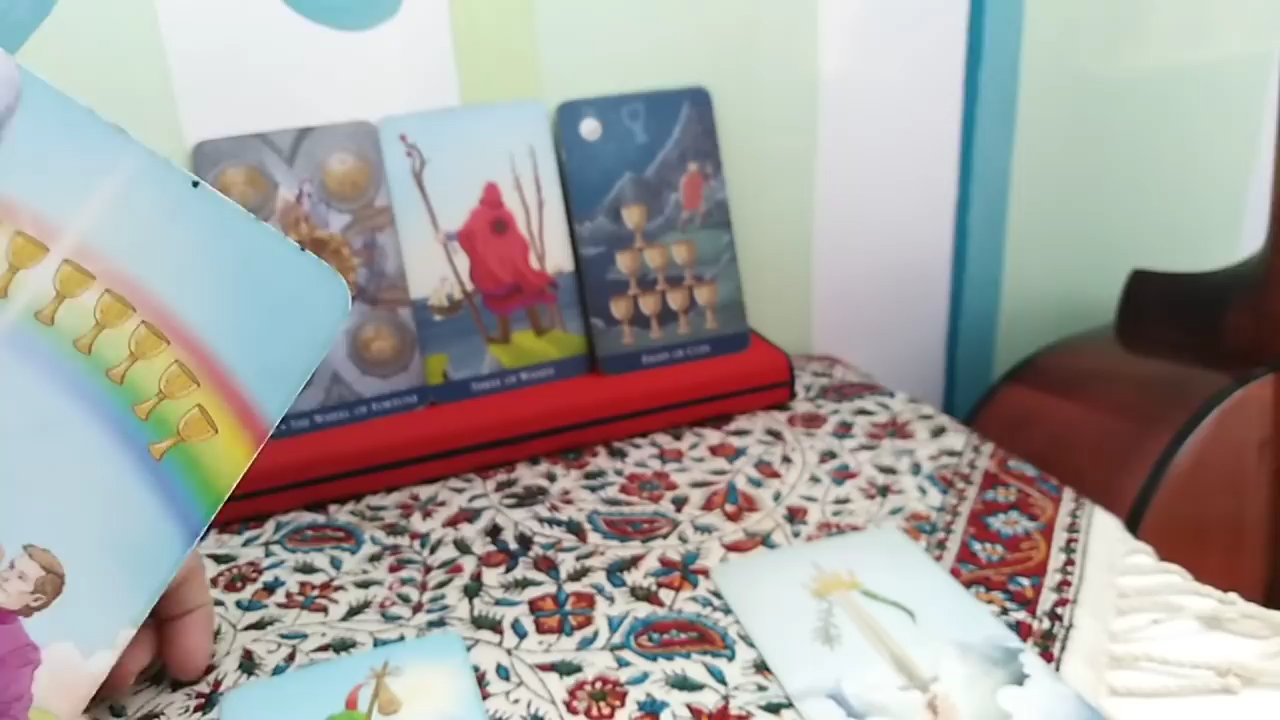 • THE WHEEL OF FORTUNE
THREE OF WANDS
EIGHT OF CUPS